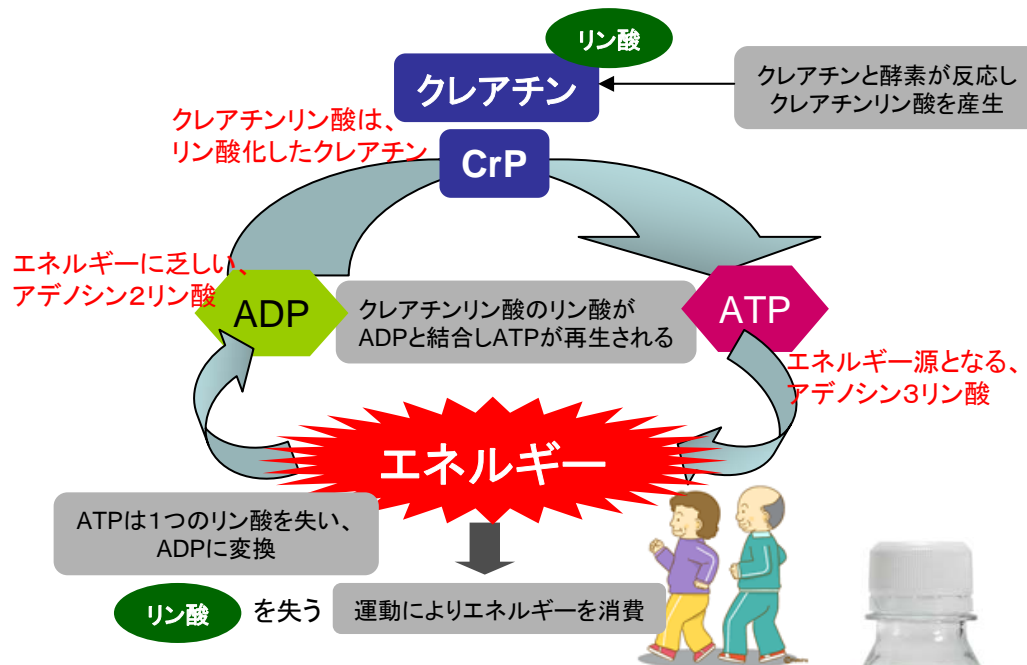 リン酸
クレアチン
クレアチンと酵素が反応し
クレアチンリン酸を産生
クレアチンリン酸は、
リン酸化したクレアチン
CrP
エネルギーに乏しい、
アデノシン2リン酸
ADP
クレアチンリン酸のリン酸が
ADPと結合しATPが再生される
ATP
エネルギー源となる、
アデノシン3リン酸
エネルギー
ATPは1つのリン酸を失い、
ADPに変換
リン酸 を失う
運動によりエネルギーを消費